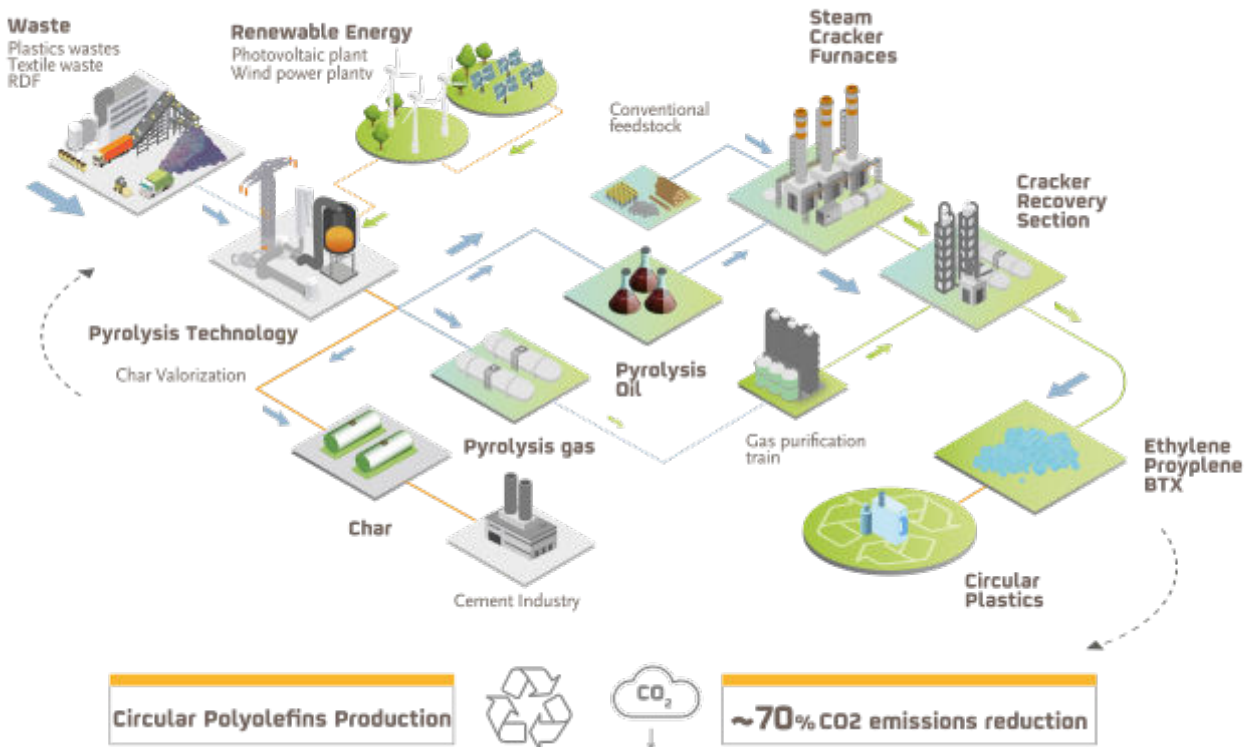 Waste
Plastics wastes
Textile waste
RDF
Renewable Energy
Photovoltaic plant
Wind power plantv
Steam
Cracker
Furnaces
Conventional
feedstock
Cracker
Recovery
Section
Pyrolysis Technology
Char Valorization
Pyrolysis
Oil
Pyrolysis gas
Gas purification
train
Ethylene
Proyplene
BTX
Char
Cement Industry
Circular
Plastics
Circular Polyolefins Production
CO2
~70% CO2 emissions reduction